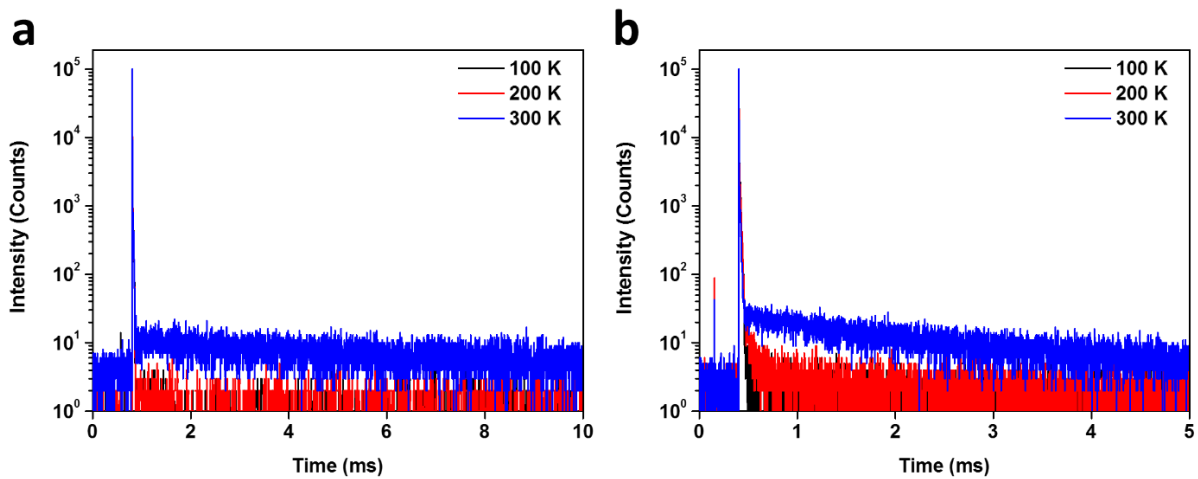 a
b
100 K
200 K
300 K
100 K
200 K
300 K
Intensity (Counts)
10^5
10^4
10^3
10^2
10^1
10^0
0 2 4 6 8 10
Time (ms)
Intensity (Counts)
10^5
10^4
10^3
10^2
10^1
10^0
0 1 2 3 4 5
Time (ms)